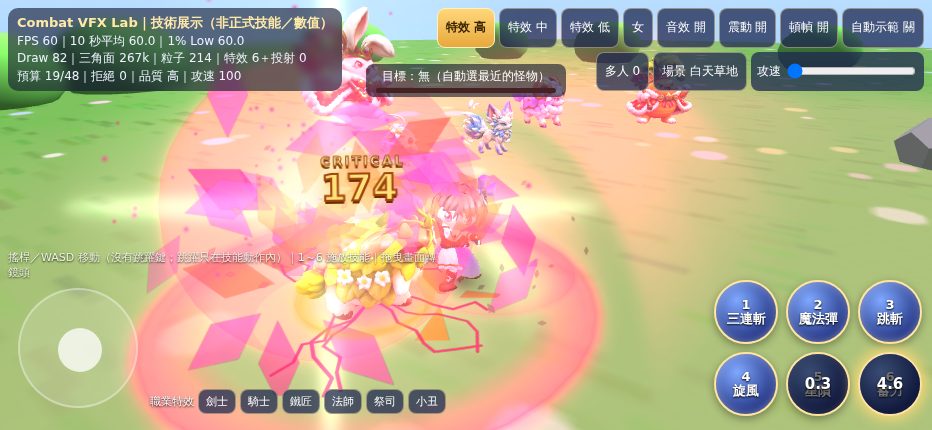 Combat VFX Lab｜技術展示（非正式技能／數值）
FPS 60｜10 秒平均 60.0｜1% Low 60.0
Draw 82｜三角面 267k｜粒子 214｜特效 6＋投射 0
預算 19/48｜拒絕 0｜品質 高｜攻速 100
特效 高
特效 中
特效 低
女
音效 開
震動 開
頓幀 開
自動示範 關
目標：無（自動選最近的怪物）
多人 0
場景 白天草地
攻速
CRITICAL
174
搖桿／WASD 移動（沒有跳躍鍵；跳躍只在技能動作內）｜1～6 施放技能｜拖曳畫面轉
鏡頭
1
三連斬
2
魔法彈
3
跳斬
4
旋風
0.3
4.6
職業特效
劍士
騎士
鐵匠
法師
祭司
小丑